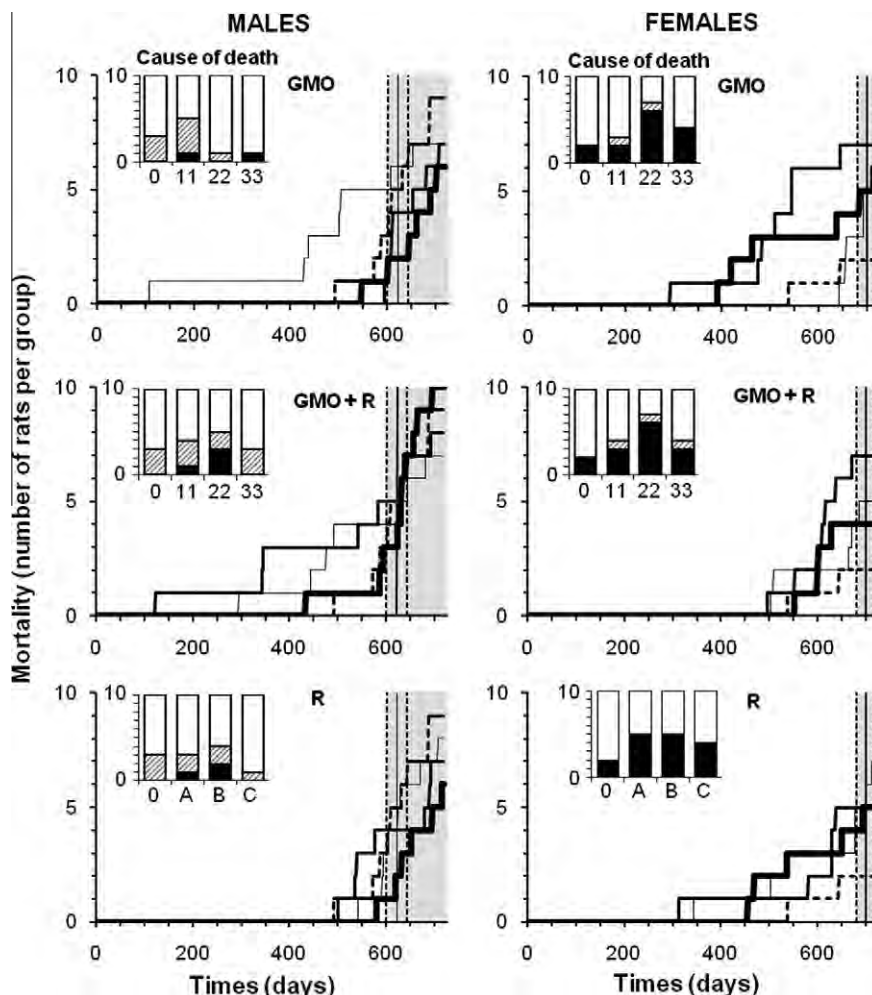 MALES
FEMALES
Mortality (number of rats per group)
Cause of death
GMO
10
5
0
10
0
0 11 22 33
0 200 400 600
Cause of death
GMO
10
5
0
10
0
0 11 22 33
0 200 400 600
GMO + R
10
5
0
10
0
0 11 22 33
0 200 400 600
GMO + R
10
5
0
10
0
0 11 22 33
0 200 400 600
R
10
5
0
10
0
0 A B C
0 200 400 600
Times (days)
R
10
5
0
10
0
0 A B C
0 200 400 600
Times (days)